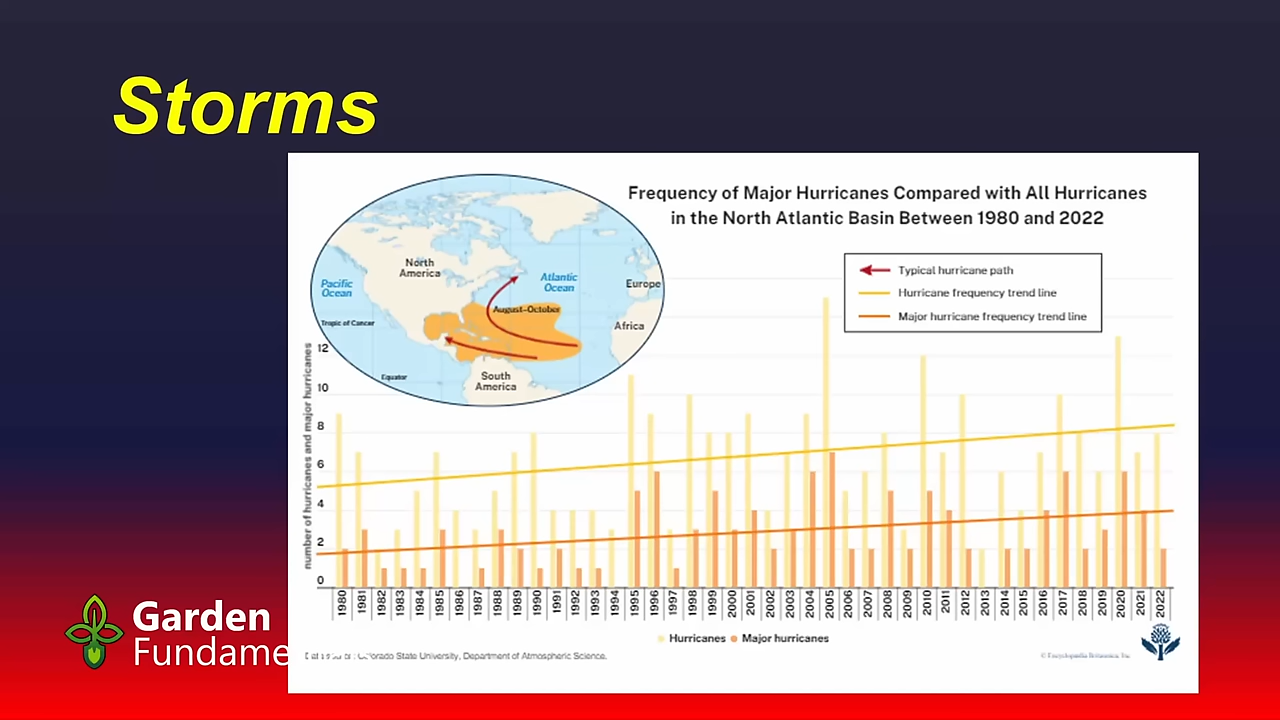 Storms
Frequency of Major Hurricanes Compared with All Hurricanes
in the North Atlantic Basin Between 1980 and 2022
North
America
Pacific
Ocean
Atlantic
Ocean
Europe
August–October
Tropic of Cancer
Africa
Equator
South
America
Typical hurricane path
Hurricane frequency trend line
Major hurricane frequency trend line
number of hurricanes and major hurricanes
12
10
8
6
4
2
0
1980 1981 1982 1983 1984 1985 1986 1987 1988 1989 1990 1991 1992 1993 1994 1995 1996 1997 1998 1999 2000 2001 2002 2003 2004 2005 2006 2007 2008 2009 2010 2011 2012 2013 2014 2015 2016 2017 2018 2019 2020 2021 2022
Hurricanes Major hurricanes
State University, Department of Atmospheric Science.
© Encyclopædia Britannica, Inc.
Garden
Fundame